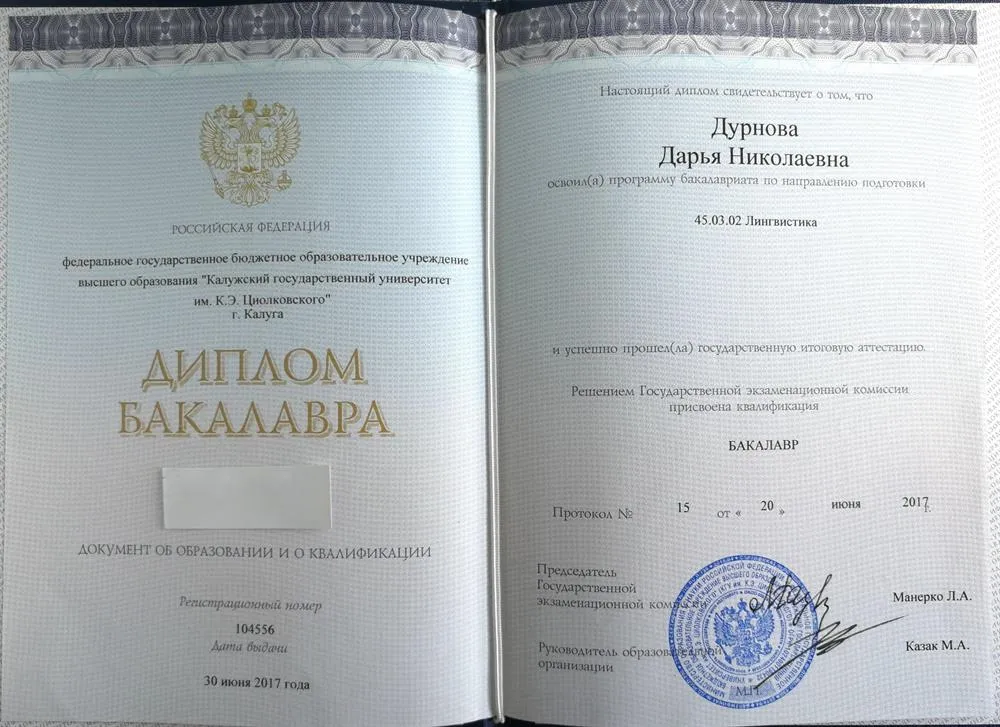 РОССИЙСКАЯ ФЕДЕРАЦИЯ
федеральное государственное бюджетное образовательное учреждение
высшего образования "Калужский государственный университет
им. К.Э. Циолковского"
г. Калуга
ДИПЛОМ
БАКАЛАВРА
ДОКУМЕНТ ОБ ОБРАЗОВАНИИ И О КВАЛИФИКАЦИИ
Регистрационный номер
104556
Дата выдачи
30 июня 2017 года
Настоящий диплом свидетельствует о том, что
Дурнова
Дарья Николаевна
освоил(а) программу бакалавриата по направлению подготовки
45.03.02 Лингвистика
и успешно прошел(ла) государственную итоговую аттестацию.
Решением Государственной экзаменационной комиссии
присвоена квалификация
БАКАЛАВР
Протокол № 15 от « 20 » июня 2017 г.
Председатель
Государственной
экзаменационной комиссии
Манерко Л.А.
Руководитель образовательной
организации
Казак М.А.
М.П.